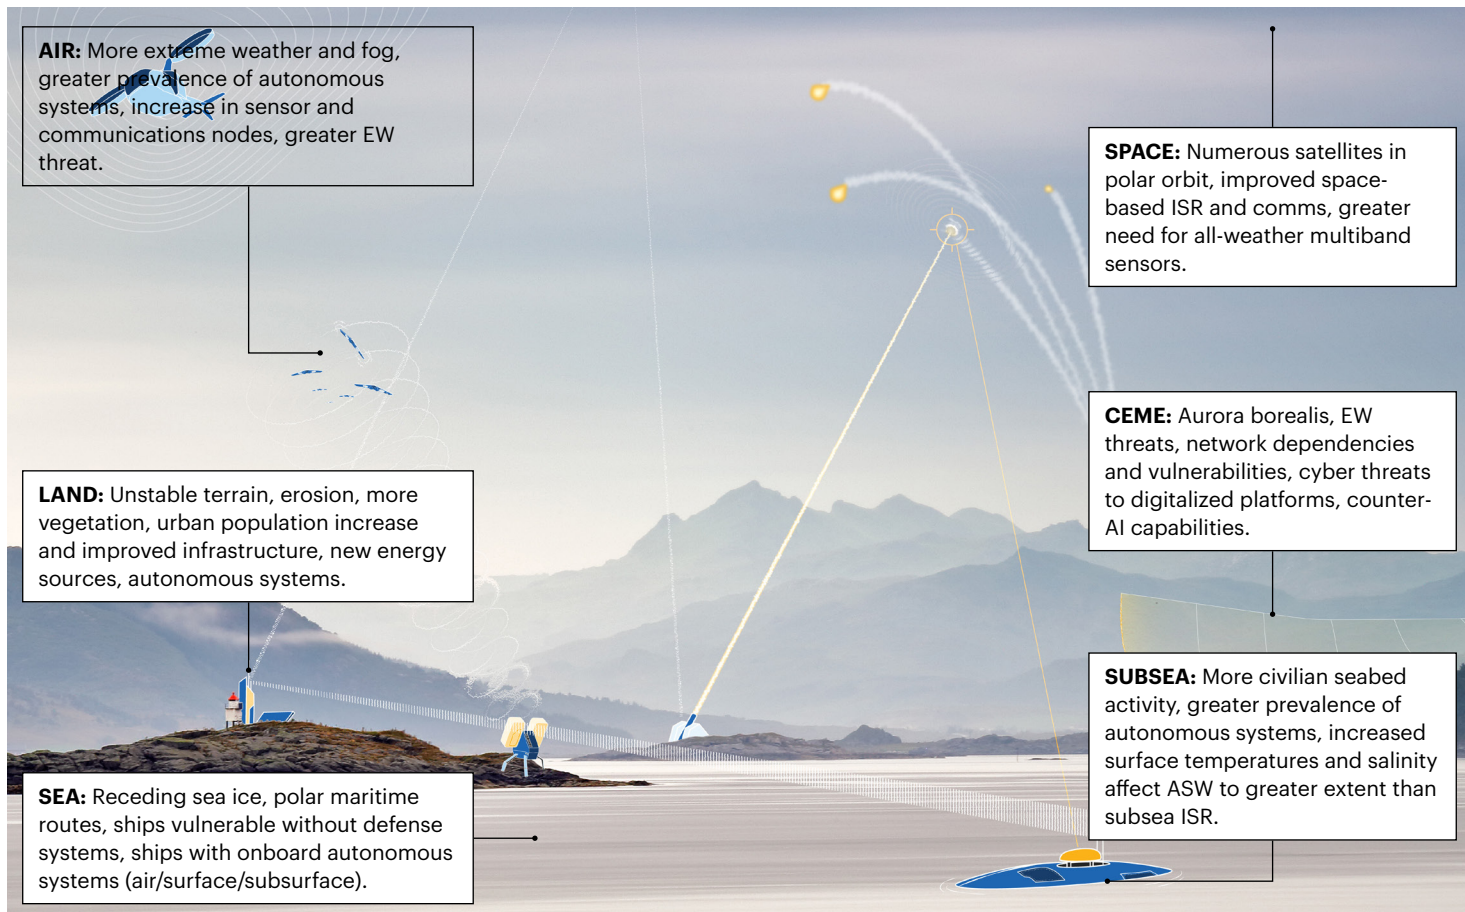 AIR: More extreme weather and fog,
greater prevalence of autonomous
systems, increase in sensor and
communications nodes, greater EW
threat.
SPACE: Numerous satellites in
polar orbit, improved space-
based ISR and comms, greater
need for all-weather multiband
sensors.
CEME: Aurora borealis, EW
threats, network dependencies
and vulnerabilities, cyber threats
to digitalized platforms, counter-
AI capabilities.
LAND: Unstable terrain, erosion, more
vegetation, urban population increase
and improved infrastructure, new energy
sources, autonomous systems.
SUBSEA: More civilian seabed
activity, greater prevalence of
autonomous systems, increased
surface temperatures and salinity
affect ASW to greater extent than
subsea ISR.
SEA: Receding sea ice, polar maritime
routes, ships vulnerable without defense
systems, ships with onboard autonomous
systems (air/surface/subsurface).